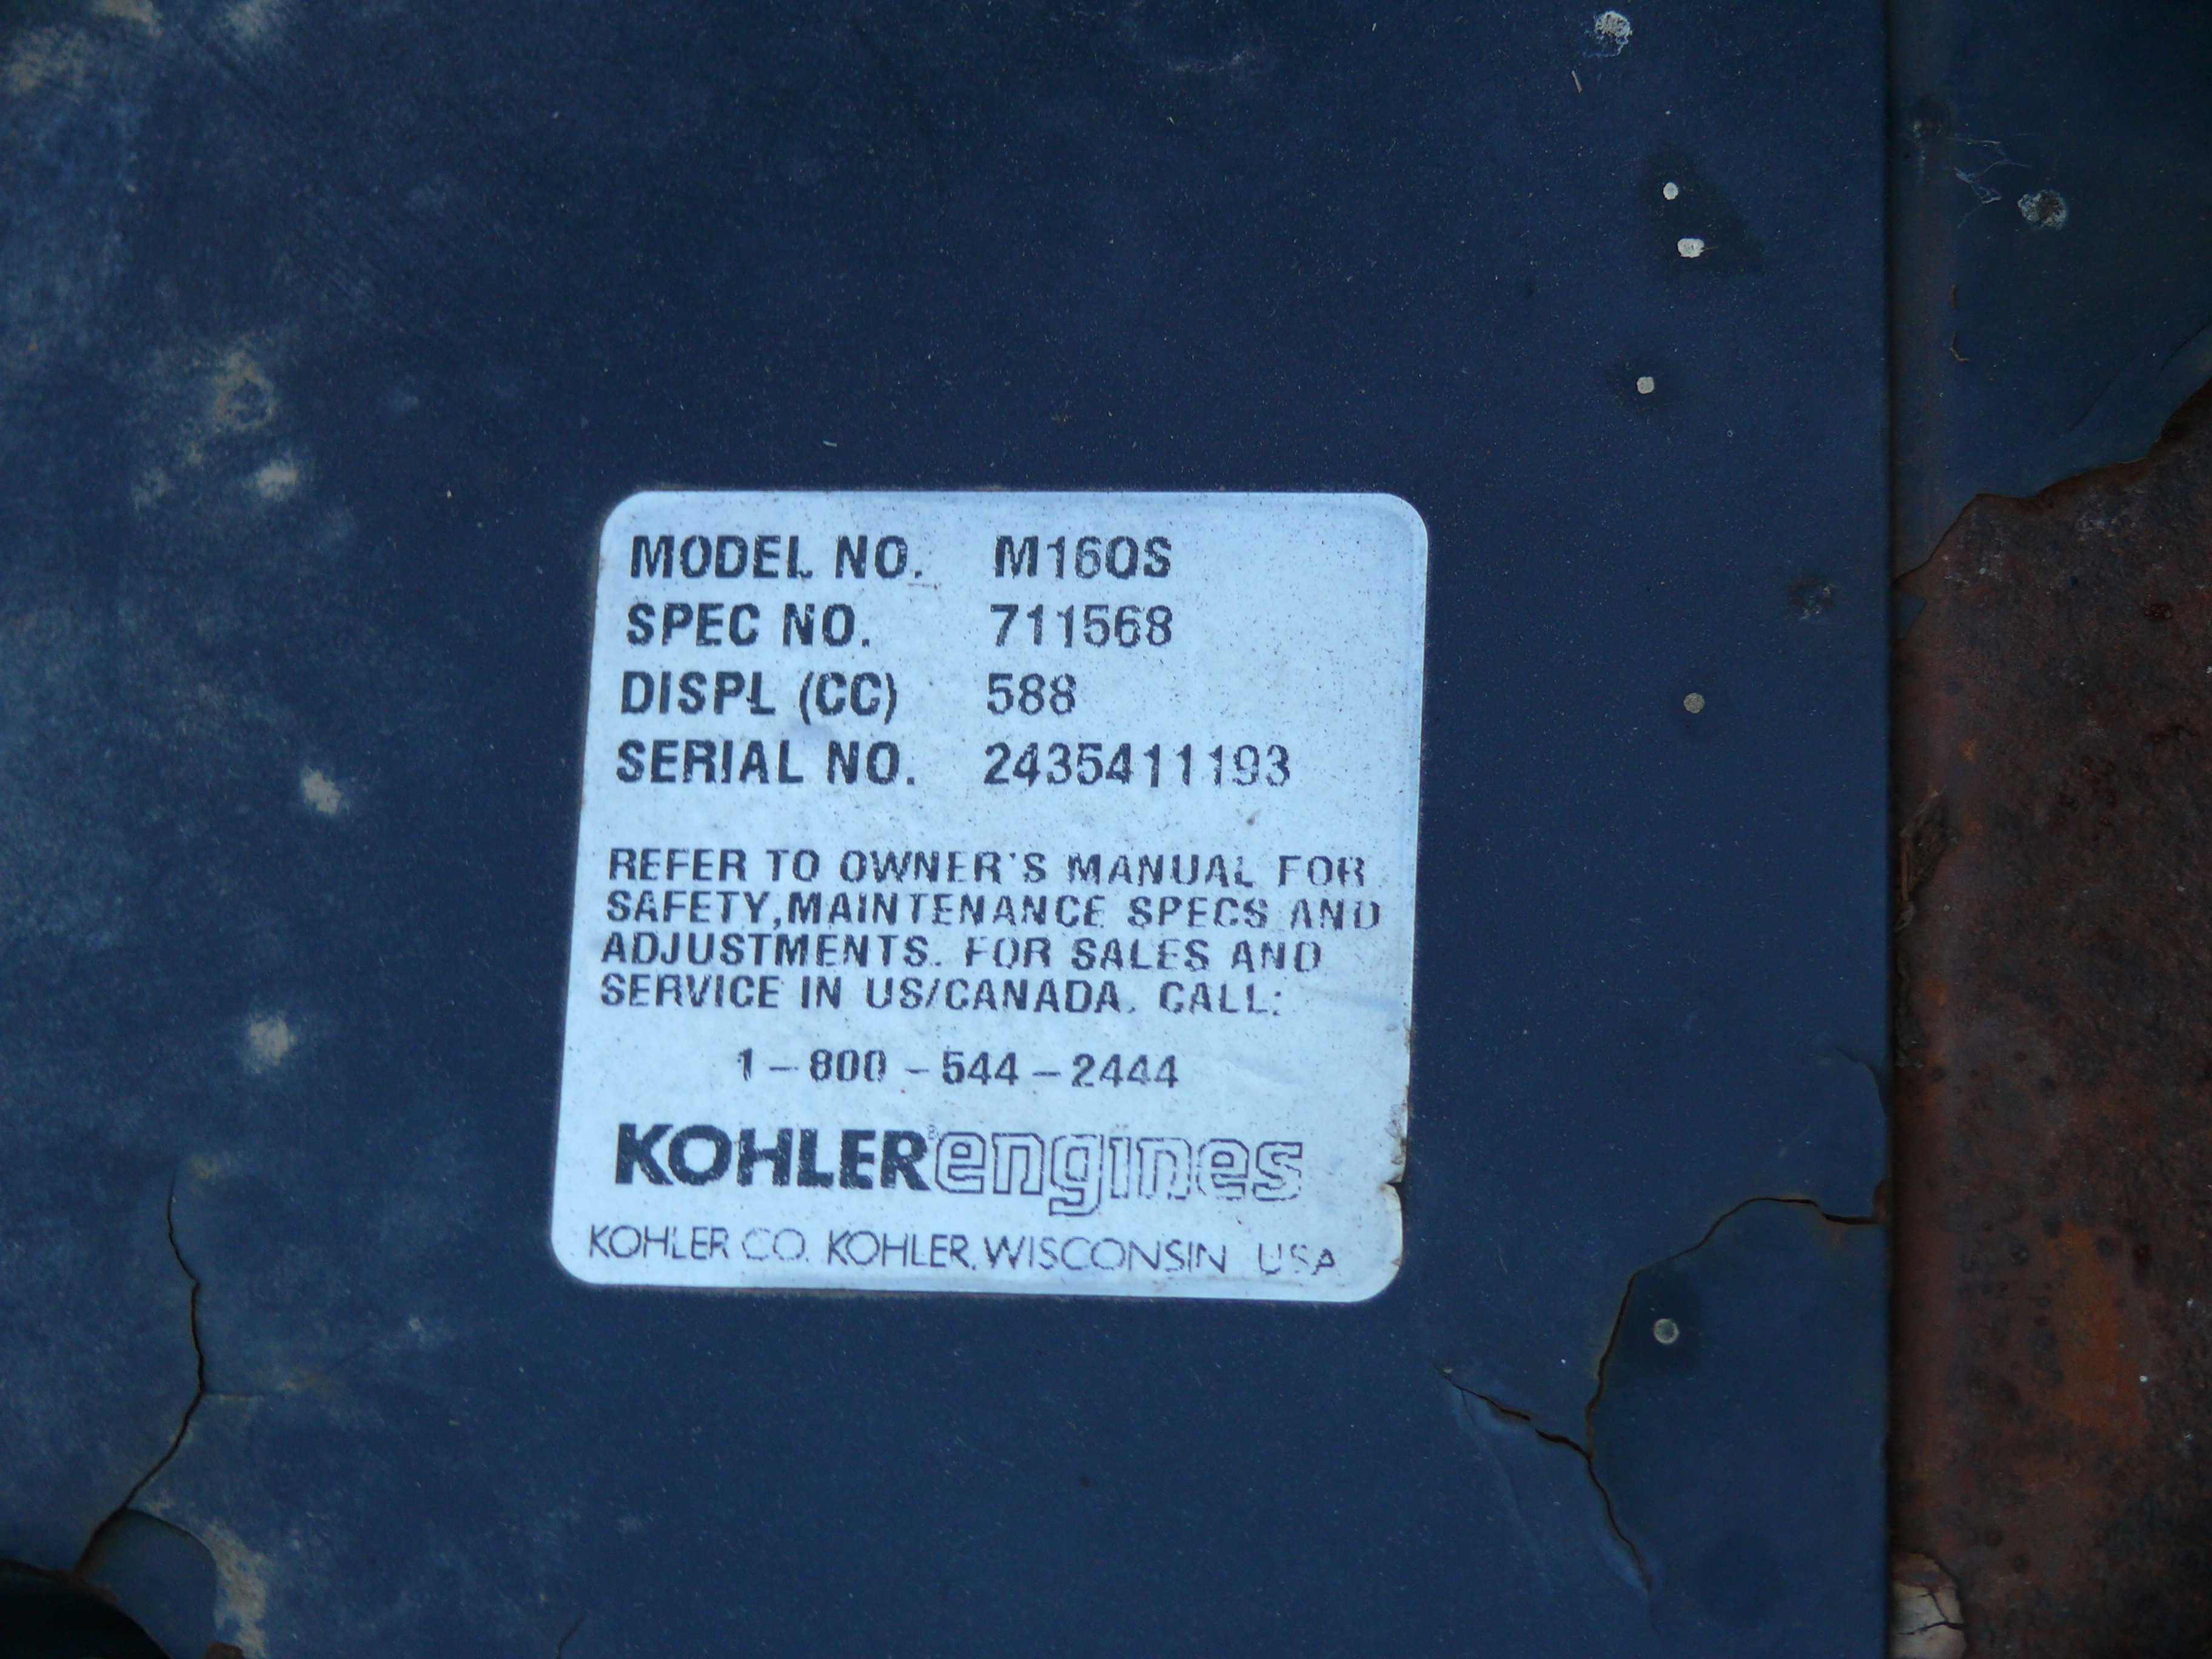 MODEL NO. M160S
SPEC NO. 711568
DISPL (CC) 588
SERIAL NO. 2435411193
REFER TO OWNER'S MANUAL FOR
SAFETY,MAINTENANCE SPECS AND
ADJUSTMENTS. FOR SALES AND
SERVICE IN US/CANADA. CALL:
1-800-544-2444
KOHLER® engines
KOHLER CO. KOHLER, WISCONSIN USA